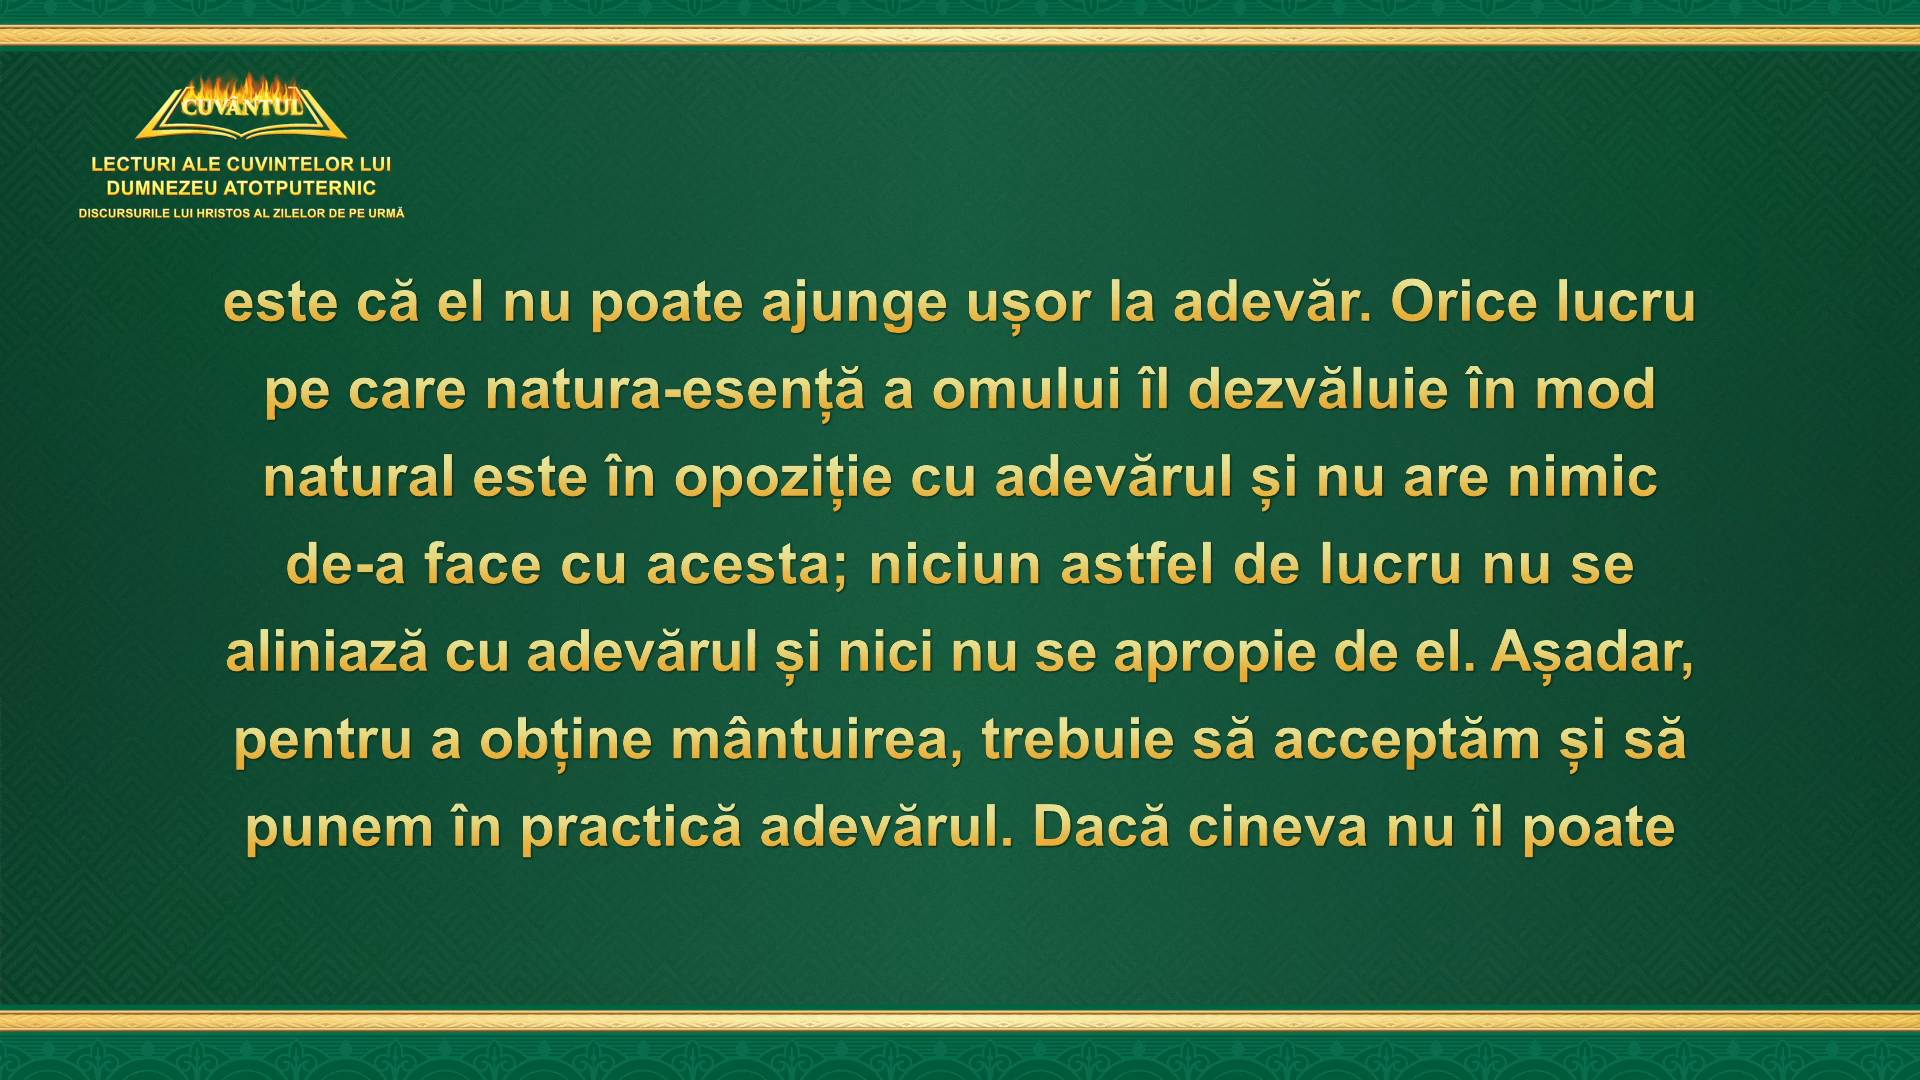 CUVÂNTUL
LECTURI ALE CUVINTELOR LUI
DUMNEZEU ATOTPUTERNIC
DISCURSURILE LUI HRISTOS AL ZILELOR DE PE URMĂ
este că el nu poate ajunge ușor la adevăr. Orice lucru
pe care natura-esență a omului îl dezvăluie în mod
natural este în opoziție cu adevărul și nu are nimic
de-a face cu acesta; niciun astfel de lucru nu se
aliniază cu adevărul și nici nu se apropie de el. Așadar,
pentru a obține mântuirea, trebuie să acceptăm și să
punem în practică adevărul. Dacă cineva nu îl poate